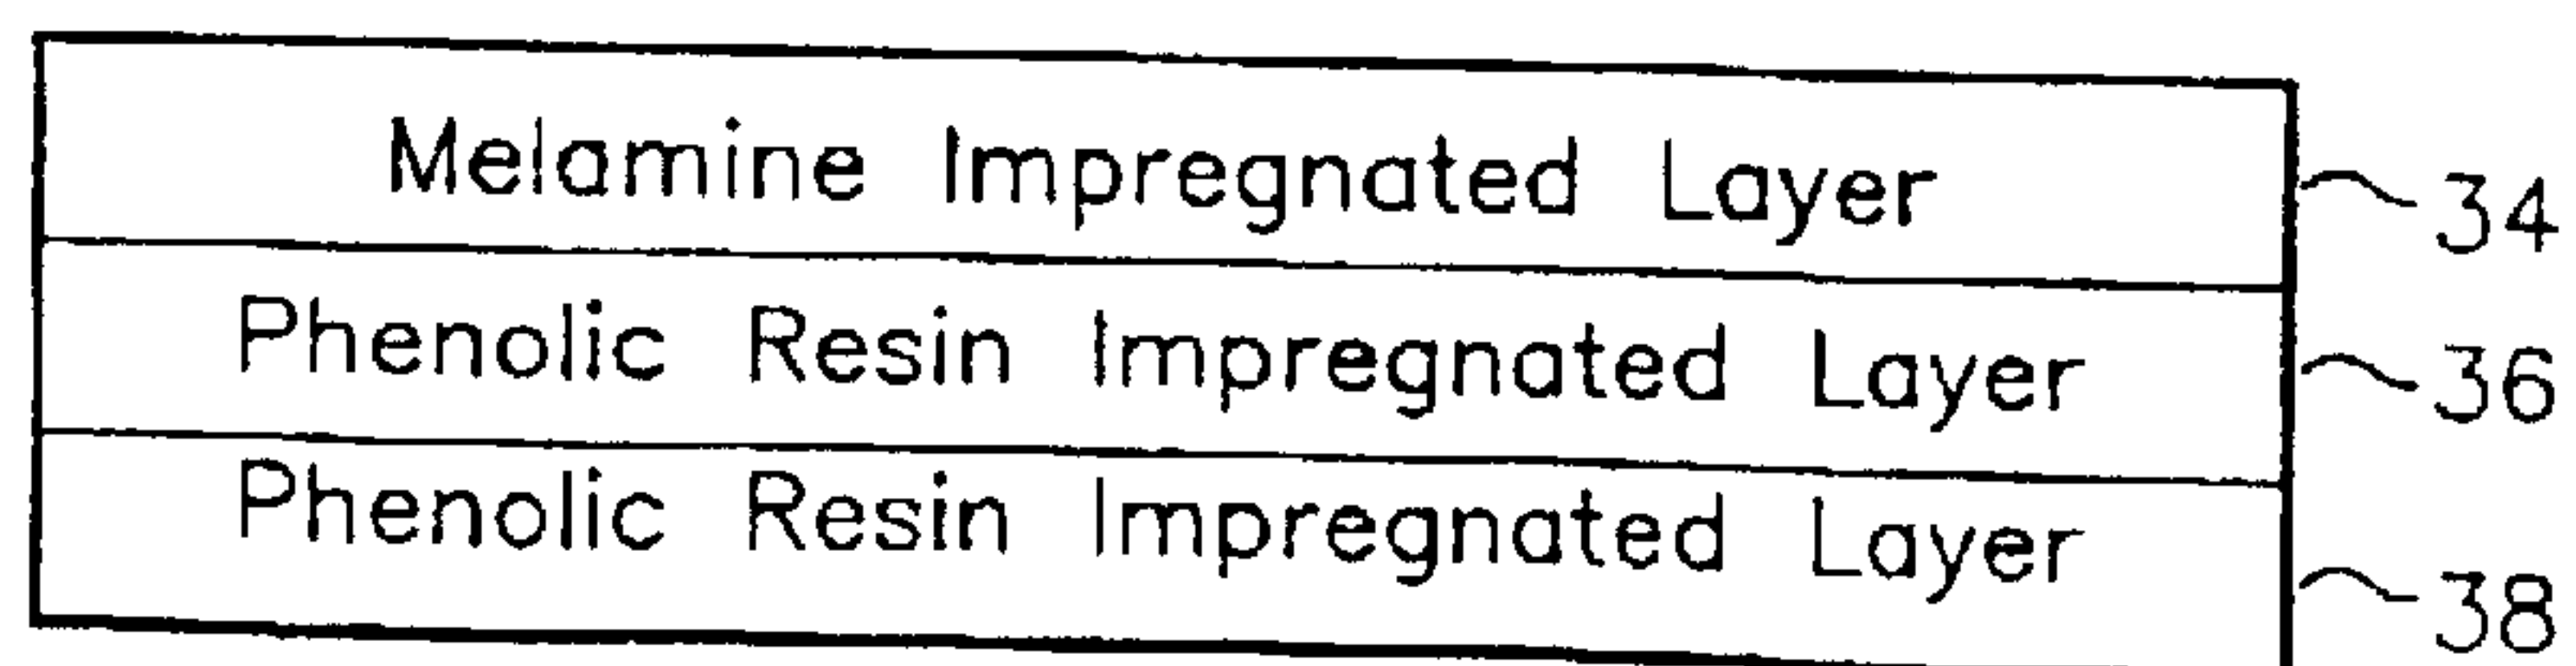 Melamine Impregnated Layer 34
Phenolic Resin Impregnated Layer 36
Phenolic Resin Impregnated Layer 38